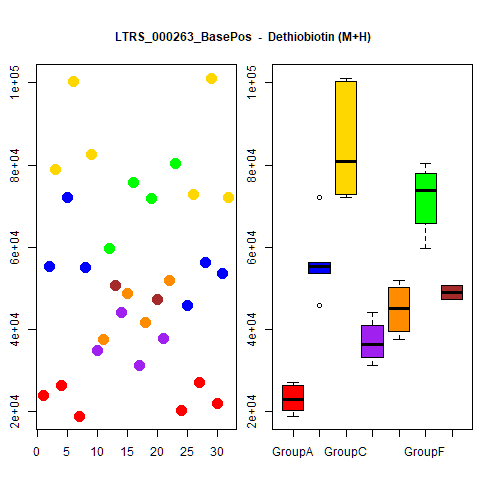 LTRS_000263_BasePos - Dethiobiotin (M+H)
1e+05
8e+04
6e+04
4e+04
2e+04
0 5 10 15 20 25 30
1e+05
8e+04
6e+04
4e+04
2e+04
GroupA GroupC GroupF